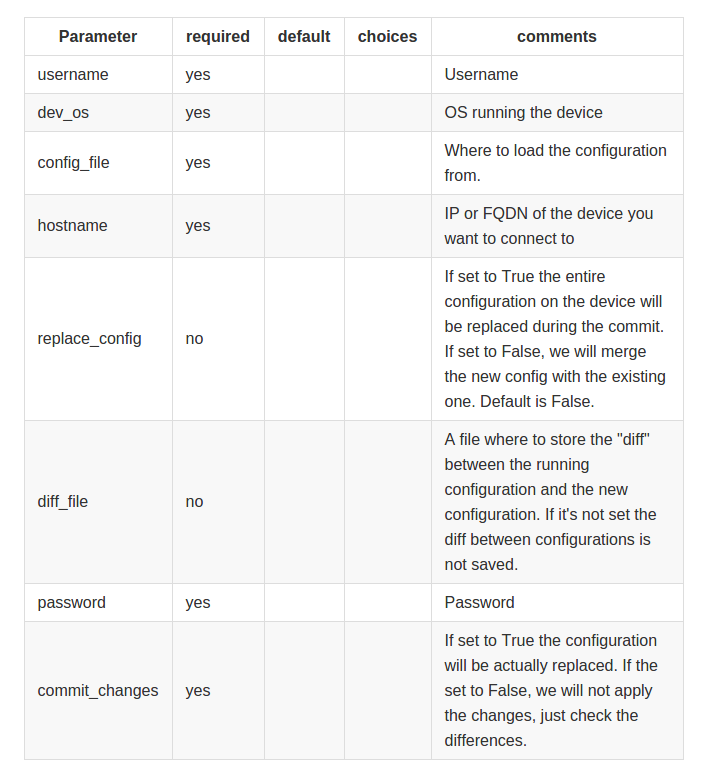 Parameter required default choices comments
username yes Username
dev_os yes OS running the device
config_file yes Where to load the configuration
from.
hostname yes IP or FQDN of the device you
want to connect to
replace_config no If set to True the entire
configuration on the device will
be replaced during the commit.
If set to False, we will merge
the new config with the existing
one. Default is False.
diff_file no A file where to store the "diff"
between the running
configuration and the new
configuration. If it's not set the
diff between configurations is
not saved.
password yes Password
commit_changes yes If set to True the configuration
will be actually replaced. If the
set to False, we will not apply
the changes, just check the
differences.